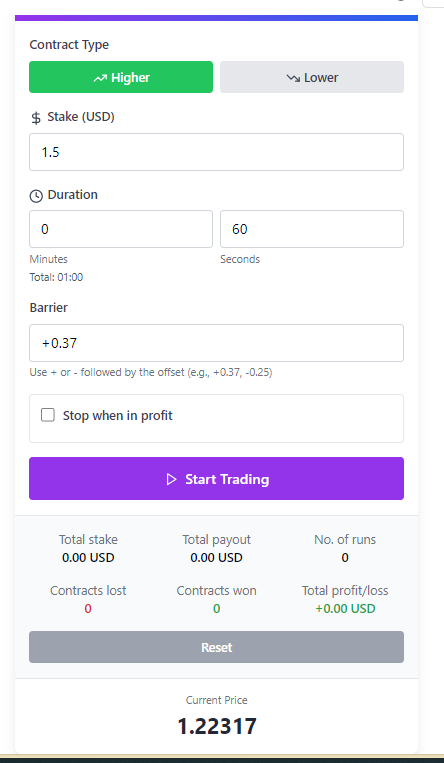 Contract Type
Higher
Lower
$ Stake (USD)
1.5
Duration
0
60
Minutes
Seconds
Total: 01:00
Barrier
+0.37
Use + or - followed by the offset (e.g., +0.37, -0.25)
Stop when in profit
Start Trading
Total stake
Total payout
No. of runs
0.00 USD
0.00 USD
0
Contracts lost
Contracts won
Total profit/loss
0
0
+0.00 USD
Reset
Current Price
1.22317